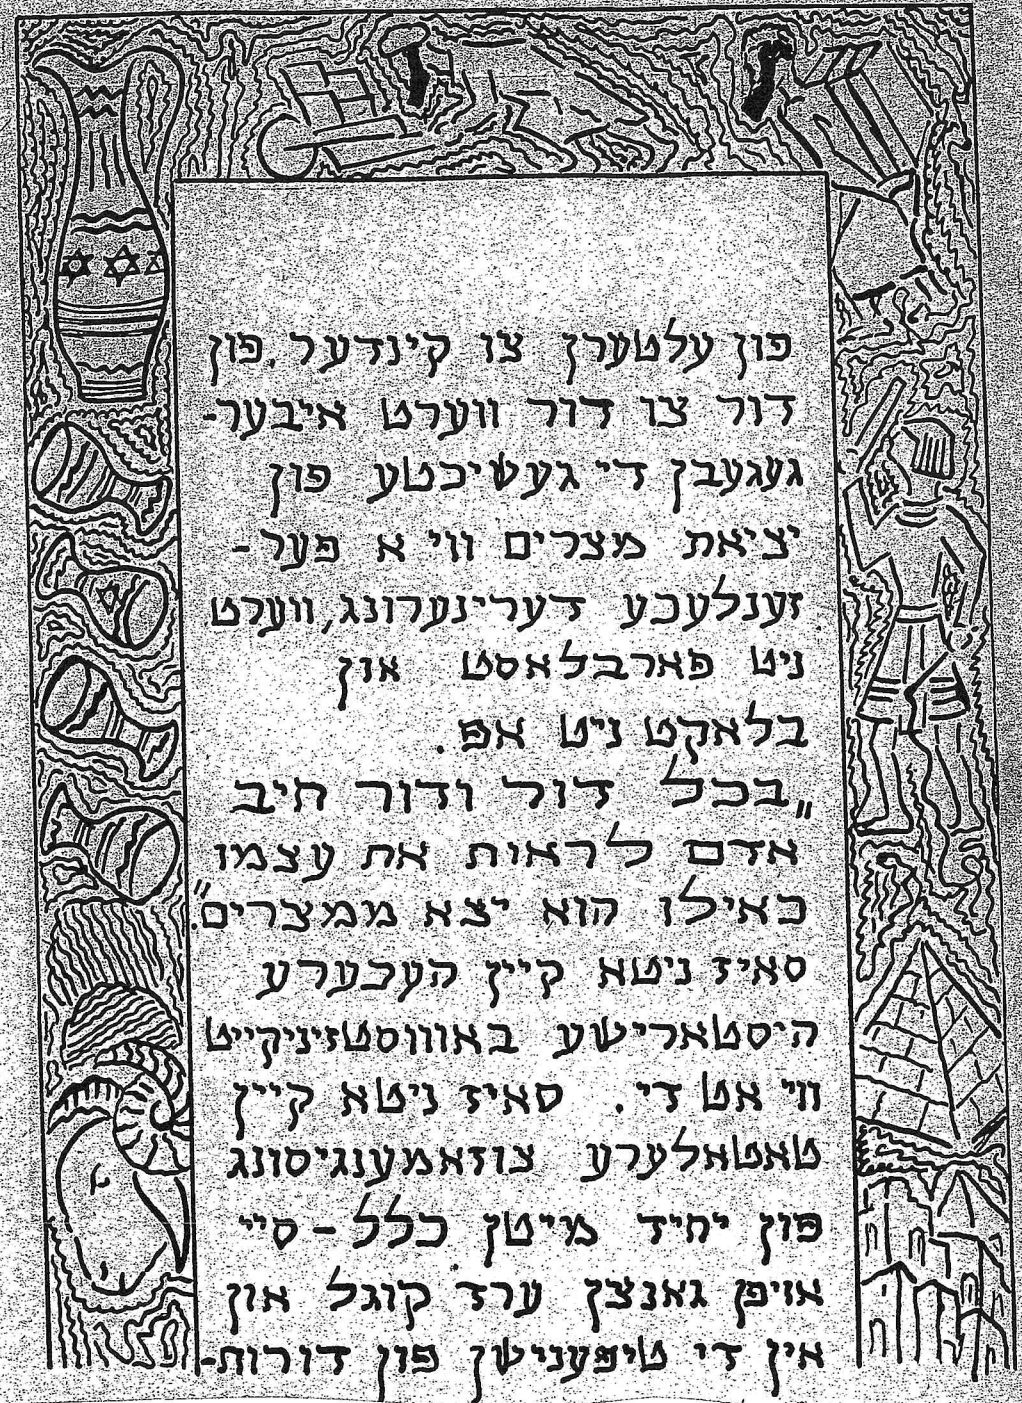 פון עלטערן צו קינדער, פון
דור צו דור ווערט איבער-
געגעבן די געשיכטע פון
יציאת מצרים ווי א פער-
זענלעכע דערינערונג, ווערט
ניט פארבלאסט און
בלאקט ניט אפ.
„בכל דור ודור חיב
אדם לראות את עצמו
כאילו הוא יצא ממצרים".
סאיז ניטא קיין העכערע
היסטארישע באוווסטזיניקייט
ווי אט די. סאיז ניטא קיין
טאטאלערע צוזאמענגיסונג
פון יחיד מיטן כלל - סיי
אויפן גאנצן ערד קוגל און
אין די טיפענישן פון דורות-